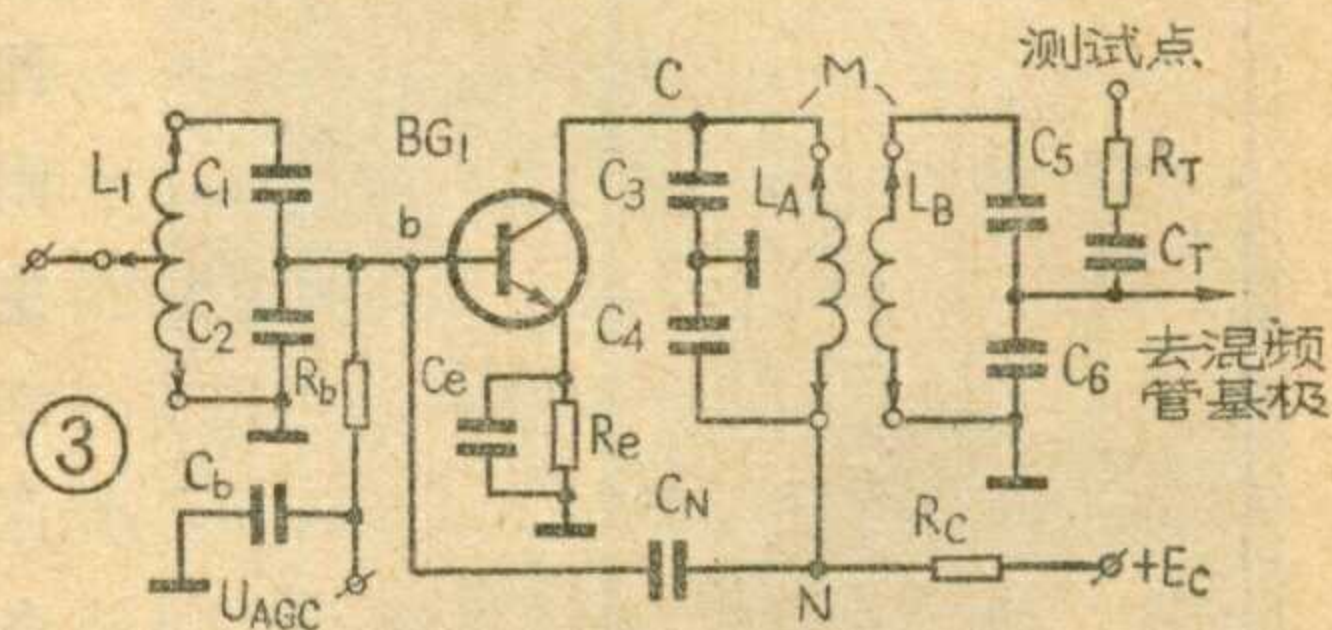 测试点
C
M
L1
C1
BG1
C3
LA
LB
C5
RT
b
CT
C2
Rb
Ce
C4
C6
去混频
管基极
③
Re
Cb
CN
RC
UAGC
N
+EC